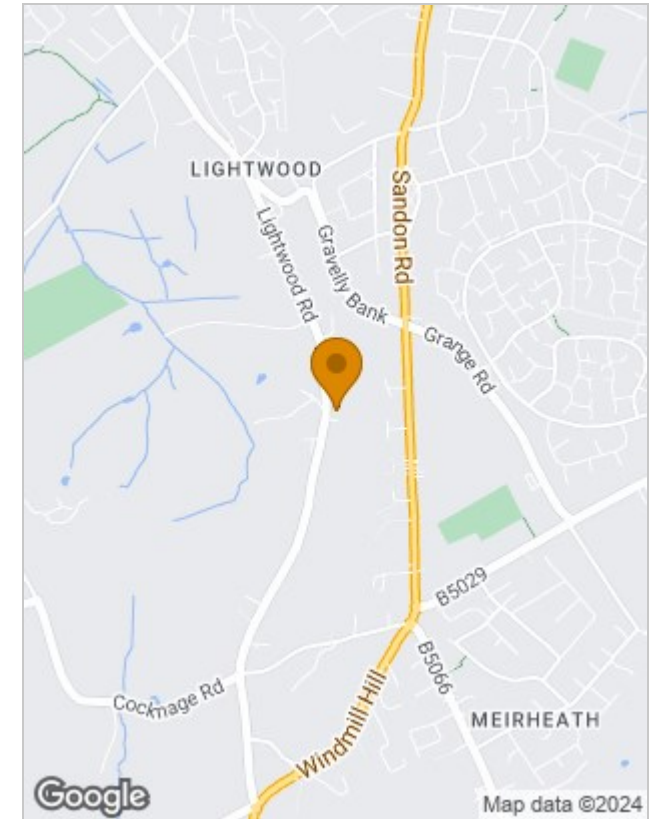 LIGHTWOOD
Sandon Rd
Lightwood Rd
Gravelly Bank
Grange Rd
B5029
B5066
Cocknage Rd
Windmill Hill
MEIRHEATH
Google
Map data ©2024